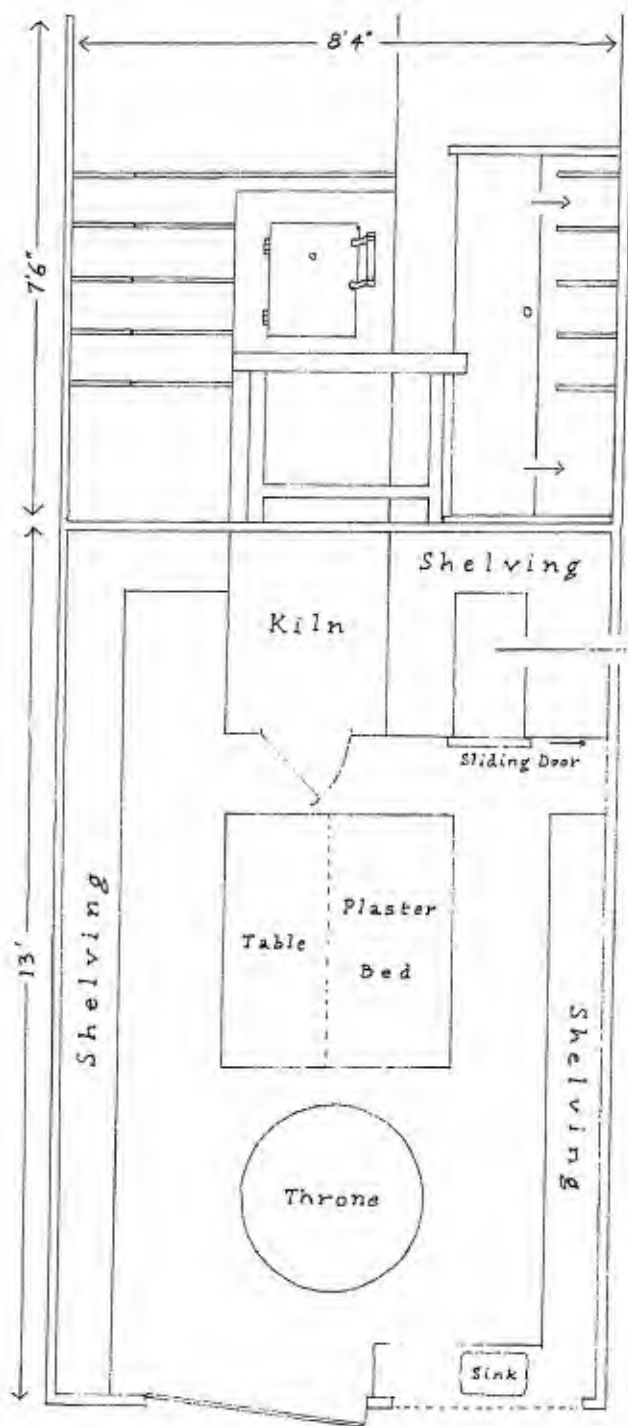 8'4"
7'6"
Shelving
Kiln
Sliding Door
Shelving
Table
Plaster
Bed
13'
Shelving
Throne
Sink